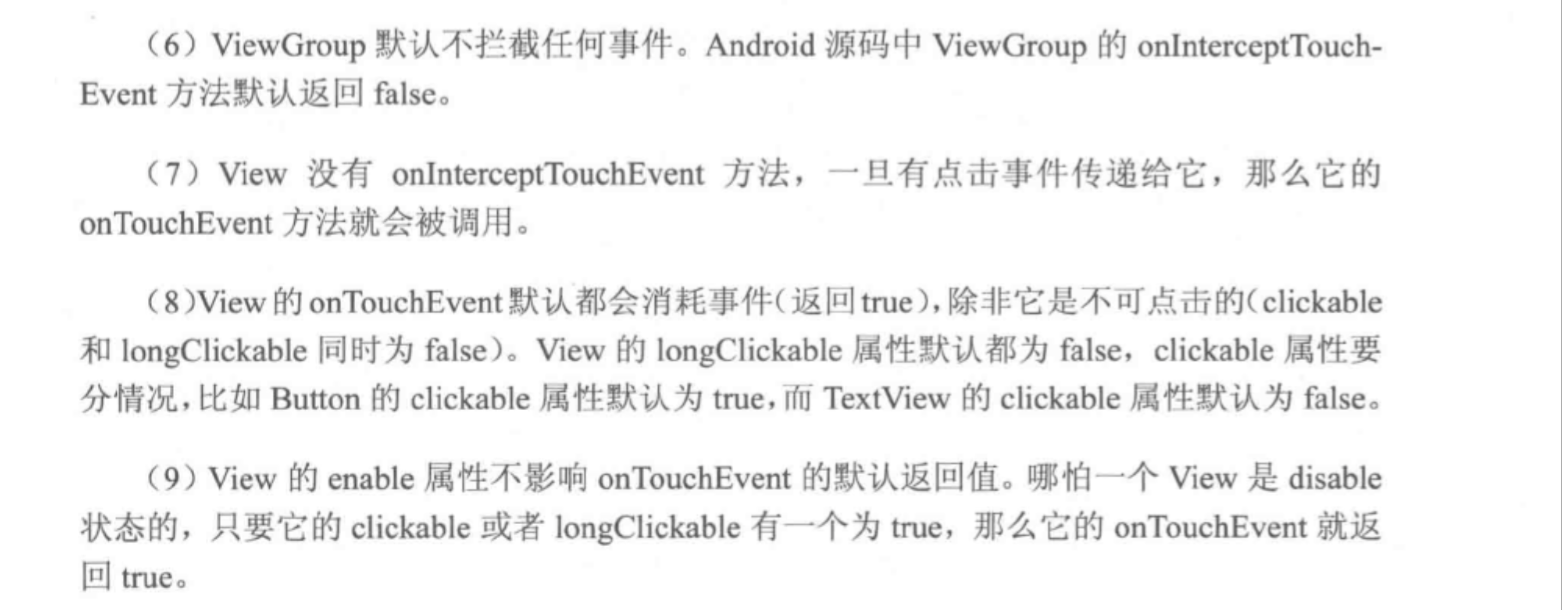 （6）ViewGroup 默认不拦截任何事件。Android 源码中 ViewGroup 的 onInterceptTouch-
Event 方法默认返回 false。
（7）View 没有 onInterceptTouchEvent 方法，一旦有点击事件传递给它，那么它的
onTouchEvent 方法就会被调用。
（8）View 的 onTouchEvent 默认都会消耗事件（返回 true），除非它是不可点击的（clickable
和 longClickable 同时为 false）。View 的 longClickable 属性默认都为 false，clickable 属性要
分情况，比如 Button 的 clickable 属性默认为 true，而 TextView 的 clickable 属性默认为 false。
（9）View 的 enable 属性不影响 onTouchEvent 的默认返回值。哪怕一个 View 是 disable
状态的，只要它的 clickable 或者 longClickable 有一个为 true，那么它的 onTouchEvent 就返
回 true。